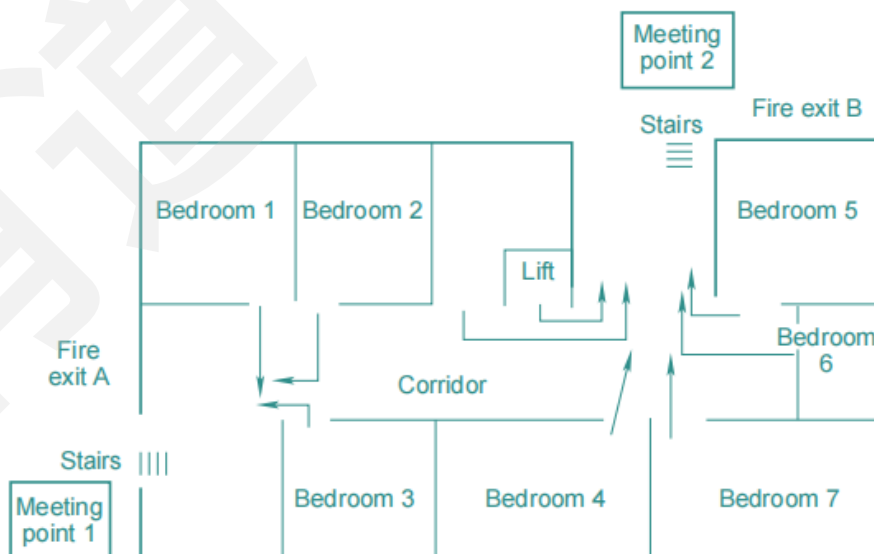 Meeting
point 2
Fire exit B
Stairs
Bedroom 1
Bedroom 2
Bedroom 5
Lift
Bedroom
6
Fire
exit A
Corridor
Stairs
Meeting
point 1
Bedroom 3
Bedroom 4
Bedroom 7